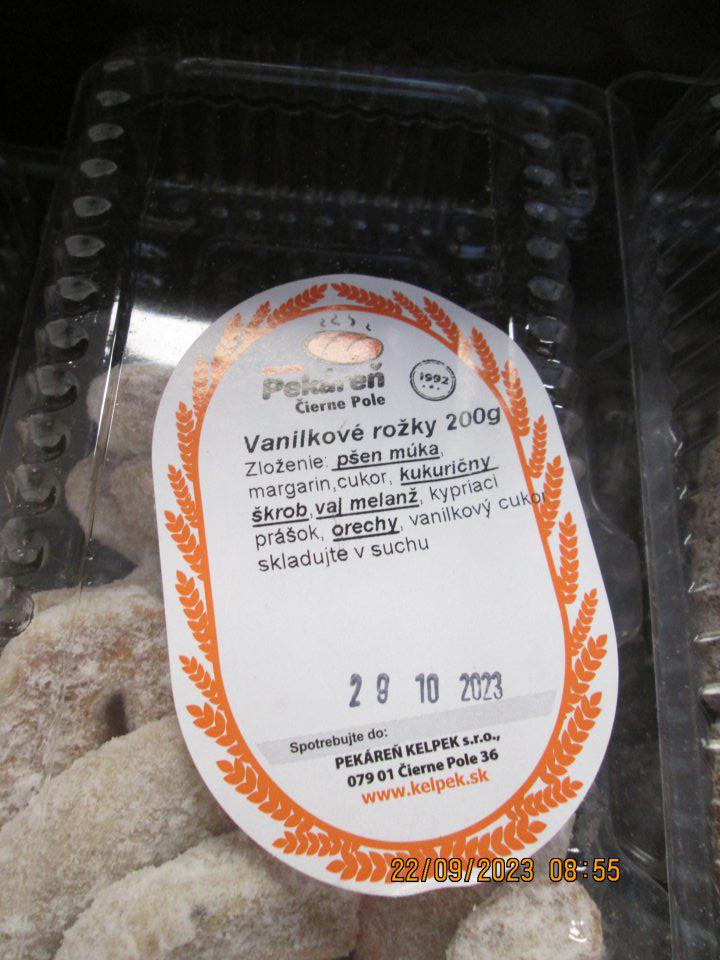 Pekáreň
1992
Čierne Pole
Vanilkové rožky 200g
Zloženie: pšen múka,
margarin,cukor, kukuričny
škrob,vaj melanž, kypriaci
prášok, orechy, vanilkový cukor
skladujte v suchu
29 10 2023
Spotrebujte do:
PEKÁREŇ KELPEK s.r.o.,
079 01 Čierne Pole 36
www.kelpek.sk
22/09/2023 08:55